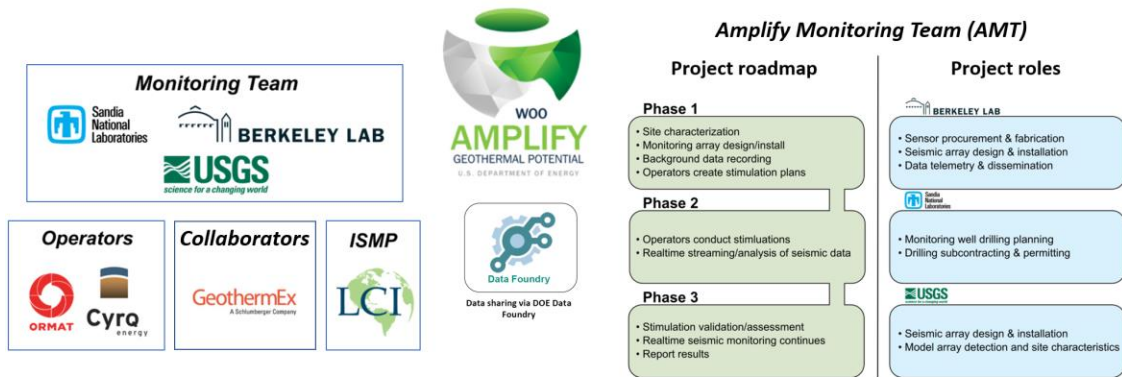 Monitoring Team
Sandia
National
Laboratories
BERKELEY LAB
USGS
science for a changing world
Operators
ORMAT
Cyrq
energy
Collaborators
GeothermEx
A Schlumberger Company
ISMP
LCI
WOO
AMPLIFY
GEOTHERMAL POTENTIAL
U.S. DEPARTMENT OF ENERGY
Data Foundry
Data sharing via DOE Data
Foundry
Amplify Monitoring Team (AMT)
Project roadmap
Phase 1
• Site characterization
• Monitoring array design/install
• Background data recording
• Operators create stimulation plans
Phase 2
• Operators conduct stimluations
• Realtime streaming/analysis of seismic data
Phase 3
• Stimulation validation/assessment
• Realtime seismic monitoring continues
• Report results
Project roles
BERKELEY LAB
• Sensor procurement & fabrication
• Seismic array design & installation
• Data telemetry & dissemination
Sandia
National
Laboratories
• Monitoring well drilling planning
• Drilling subcontracting & permitting
USGS
science for a changing world
• Seismic array design & installation
• Model array detection and site characteristics